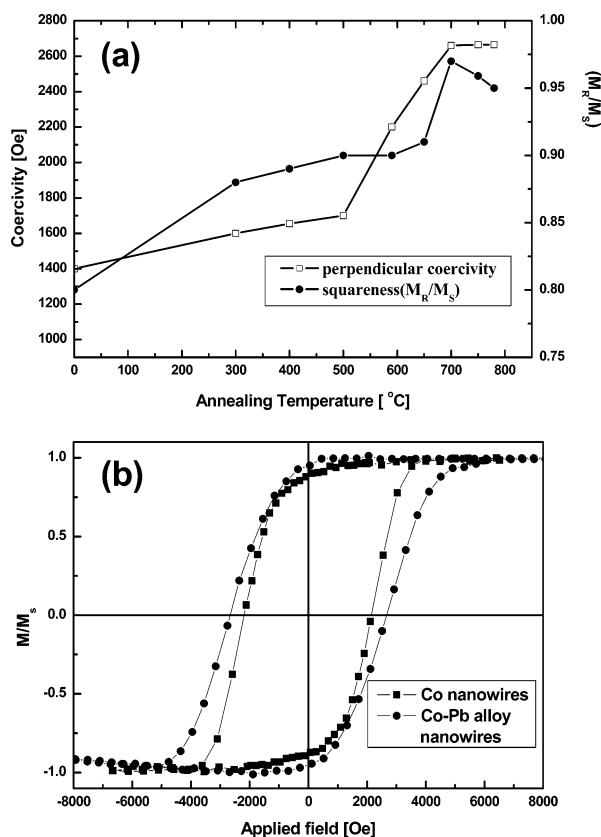 (a)
2800
2600
2400
2200
2000
1800
1600
1400
1200
1000
Coercivity [Oe]
1.00
0.95
0.90
0.85
0.80
0.75
(M_R/M_S)
perpendicular coercivity
squareness(M_R/M_S)
0 100 200 300 400 500 600 700 800
Annealing Temperature [ °C]
(b)
1.0
0.5
0.0
-0.5
-1.0
M/M_s
Co nanowires
Co-Pb alloy
nanowires
-8000 -6000 -4000 -2000 0 2000 4000 6000 8000
Applied field [Oe]